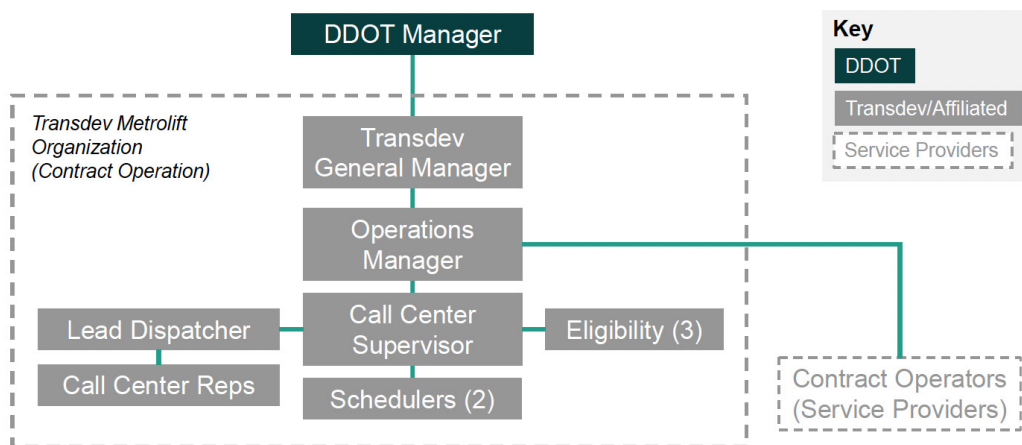 DDOT Manager
Key
DDOT
Transdev/Affiliated
Service Providers
Transdev Metrolift
Organization
(Contract Operation)
Transdev
General Manager
Operations
Manager
Lead Dispatcher
Call Center
Supervisor
Eligibility (3)
Call Center Reps
Schedulers (2)
Contract Operators
(Service Providers)